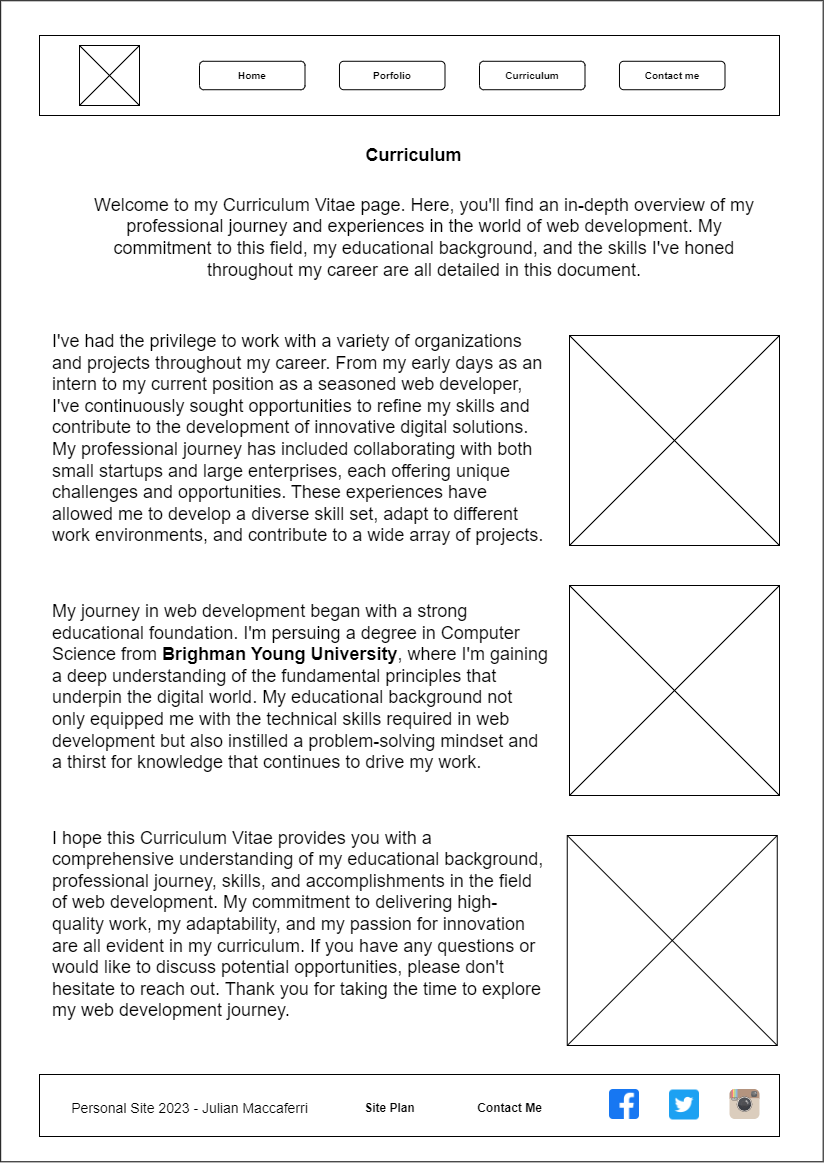 Home
Porfolio
Curriculum
Contact me
Curriculum
Welcome to my Curriculum Vitae page. Here, you'll find an in-depth overview of my
professional journey and experiences in the world of web development. My
commitment to this field, my educational background, and the skills I've honed
throughout my career are all detailed in this document.
I've had the privilege to work with a variety of organizations
and projects throughout my career. From my early days as an
intern to my current position as a seasoned web developer,
I've continuously sought opportunities to refine my skills and
contribute to the development of innovative digital solutions.
My professional journey has included collaborating with both
small startups and large enterprises, each offering unique
challenges and opportunities. These experiences have
allowed me to develop a diverse skill set, adapt to different
work environments, and contribute to a wide array of projects.
My journey in web development began with a strong
educational foundation. I'm persuing a degree in Computer
Science from Brighman Young University, where I'm gaining
a deep understanding of the fundamental principles that
underpin the digital world. My educational background not
only equipped me with the technical skills required in web
development but also instilled a problem-solving mindset and
a thirst for knowledge that continues to drive my work.
I hope this Curriculum Vitae provides you with a
comprehensive understanding of my educational background,
professional journey, skills, and accomplishments in the field
of web development. My commitment to delivering high-
quality work, my adaptability, and my passion for innovation
are all evident in my curriculum. If you have any questions or
would like to discuss potential opportunities, please don't
hesitate to reach out. Thank you for taking the time to explore
my web development journey.
Personal Site 2023 - Julian Maccaferri
Site Plan
Contact Me